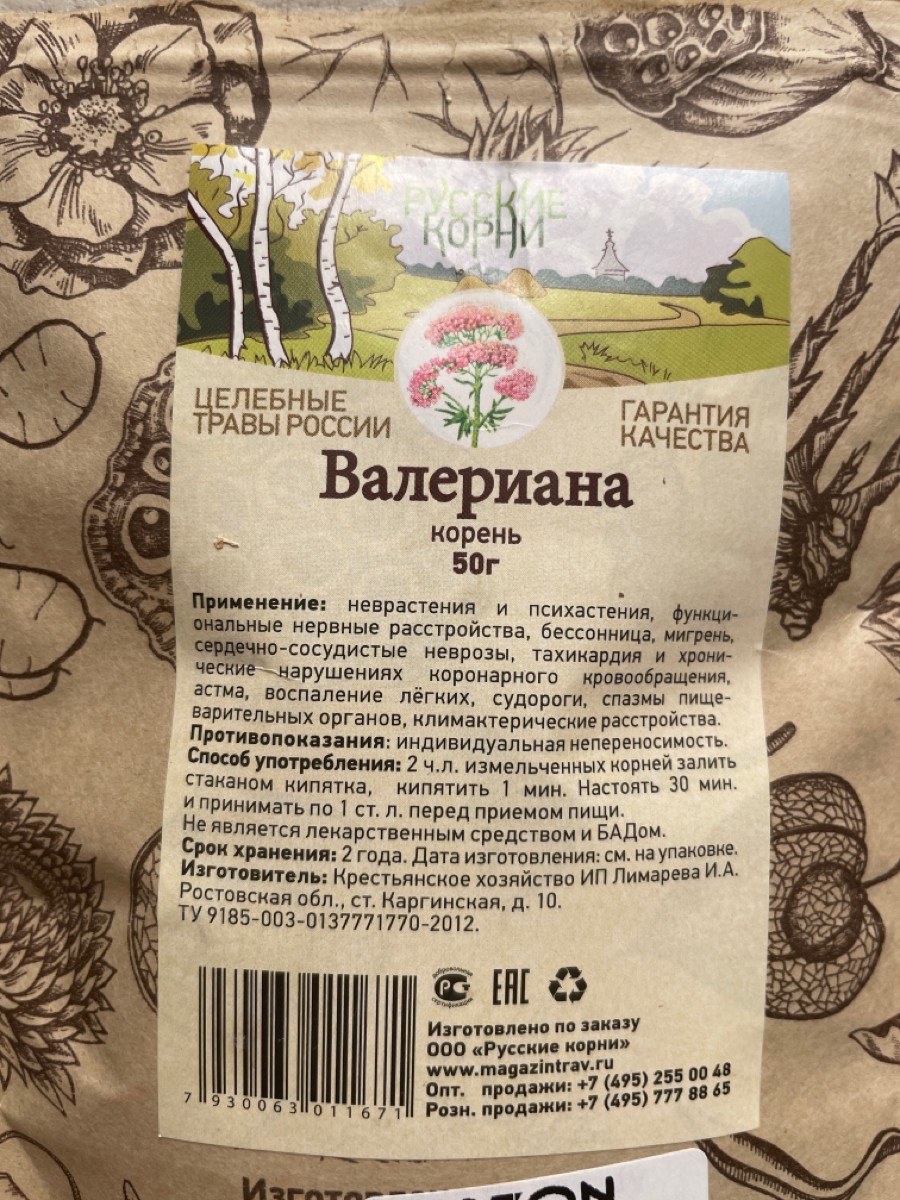 РУССКИЕ
КОРНИ
ЦЕЛЕБНЫЕ
ТРАВЫ РОССИИ
ГАРАНТИЯ
КАЧЕСТВА
Валериана
корень
50г
Применение: неврастения и психастения, функци-
ональные нервные расстройства, бессонница, мигрень,
сердечно-сосудистые неврозы, тахикардия и хрони-
ческие нарушениях коронарного кровообращения,
астма, воспаление лёгких, судороги, спазмы пище-
варительных органов, климактерические расстройства.
Противопоказания: индивидуальная непереносимость.
Способ употребления: 2 ч.л. измельченных корней залить
стаканом кипятка, кипятить 1 мин. Настоять 30 мин.
и принимать по 1 ст. л. перед приемом пищи.
Не является лекарственным средством и БАДом.
Срок хранения: 2 года. Дата изготовления: см. на упаковке.
Изготовитель: Крестьянское хозяйство ИП Лимарева И.А.
Ростовская обл., ст. Каргинская, д. 10.
ТУ 9185-003-0137771770-2012.
добровольная
РСТ
сертификация
ЕАС
Изготовлено по заказу
ООО «Русские корни»
www.magazintrav.ru
Опт. продажи: +7 (495) 255 00 48
Розн. продажи: +7 (495) 777 88 65
7 930063 011671